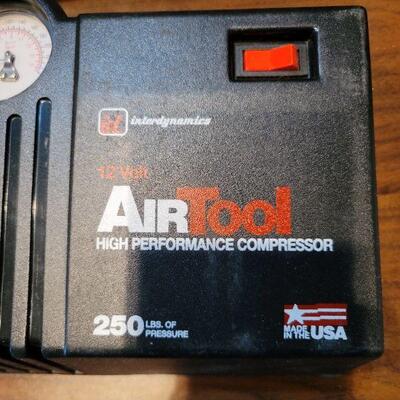 interdynamics
12 Volt
AIRTOOL
HIGH PERFORMANCE COMPRESSOR
250 LBS. OF
PRESSURE
MADE
IN THE USA